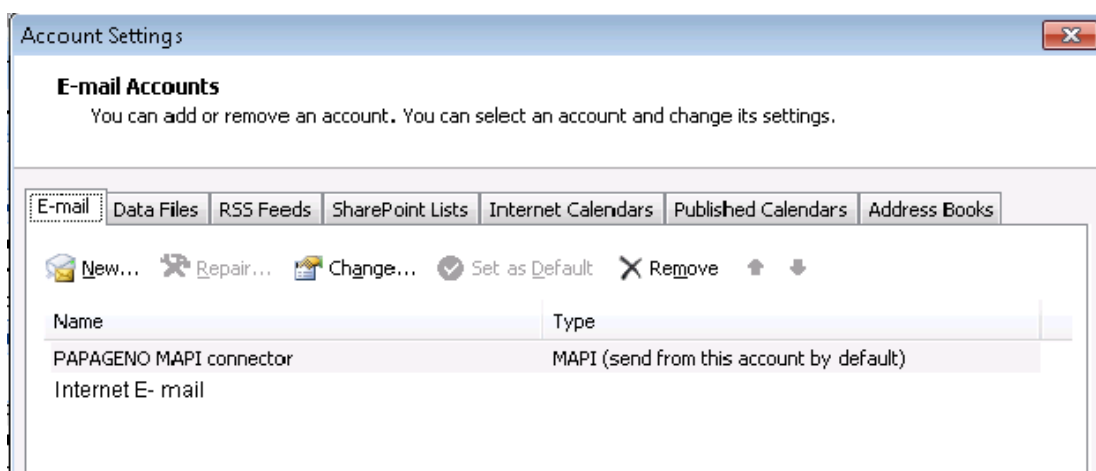 Account Settings
E-mail Accounts
You can add or remove an account. You can select an account and change its settings.
E-mail Data Files RSS Feeds SharePoint Lists Internet Calendars Published Calendars Address Books
New... Repair... Change... Set as Default Remove
Name Type
PAPAGENO MAPI connector MAPI (send from this account by default)
Internet E- mail